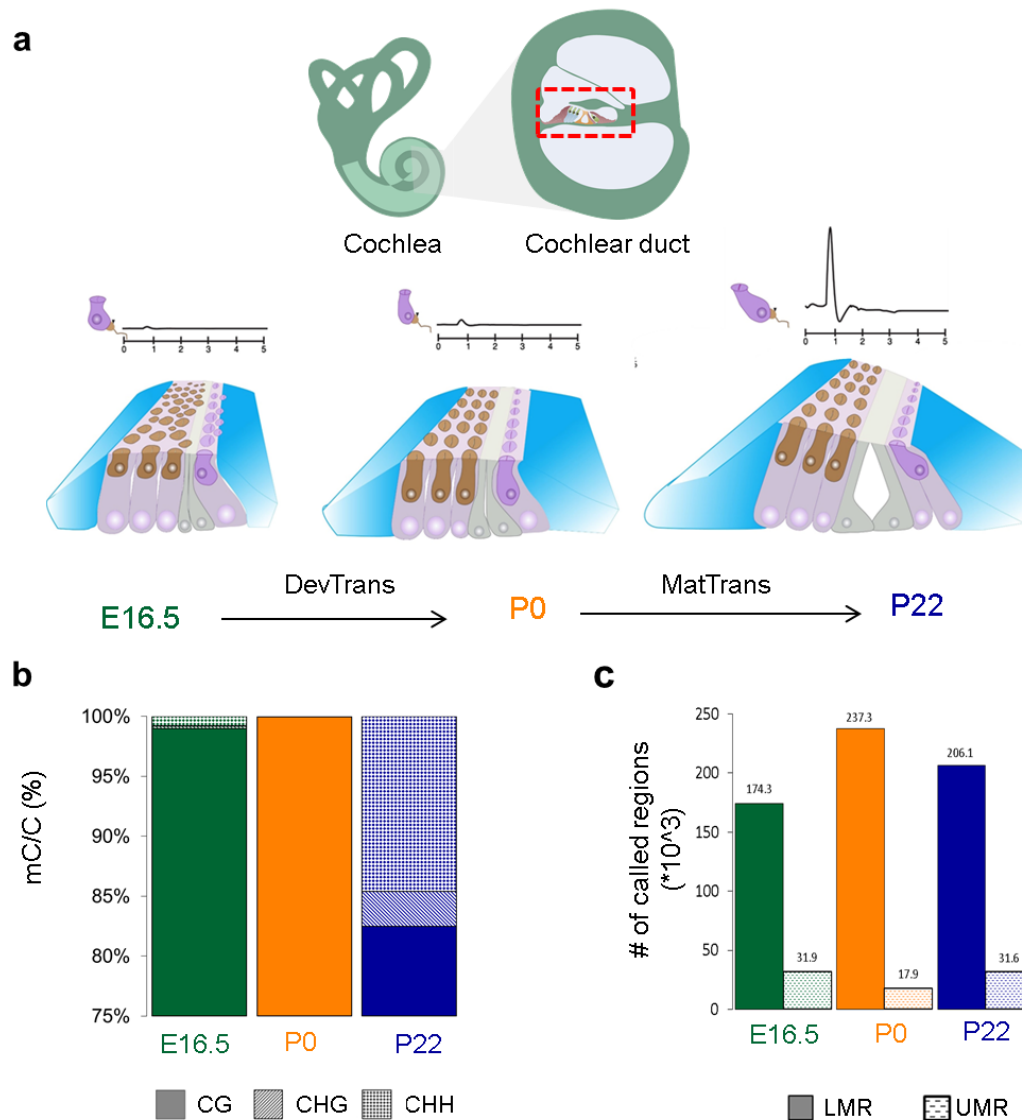 a
Cochlea
Cochlear duct
0 1 2 3 4 5
0 1 2 3 4 5
0 1 2 3 4 5
DevTrans
MatTrans
E16.5
P0
P22
b
100%
95%
90%
85%
80%
75%
mC/C (%)
E16.5
P0
P22
CG
CHG
CHH
c
# of called regions
(*10^3)
250
200
150
100
50
0
174.3
31.9
237.3
17.9
206.1
31.6
E16.5
P0
P22
LMR
UMR